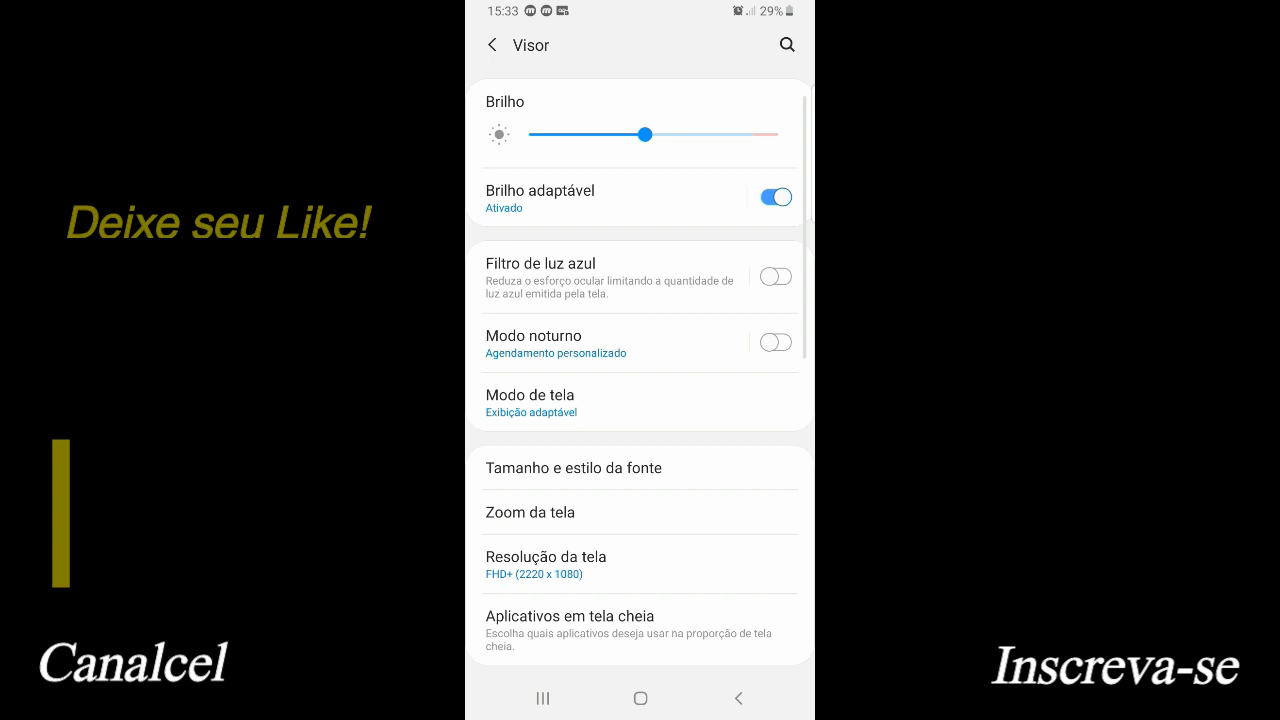 15:33
29%
Visor
Brilho
Brilho adaptável
Ativado
Deixe seu Like!
Filtro de luz azul
Reduza o esforço ocular limitando a quantidade de
luz azul emitida pela tela.
Modo noturno
Agendamento personalizado
Modo de tela
Exibição adaptável
Tamanho e estilo da fonte
Zoom da tela
Resolução da tela
FHD+ (2220 x 1080)
Aplicativos em tela cheia
Escolha quais aplicativos deseja usar na proporção de tela
cheia.
Canalcel
Inscreva-se